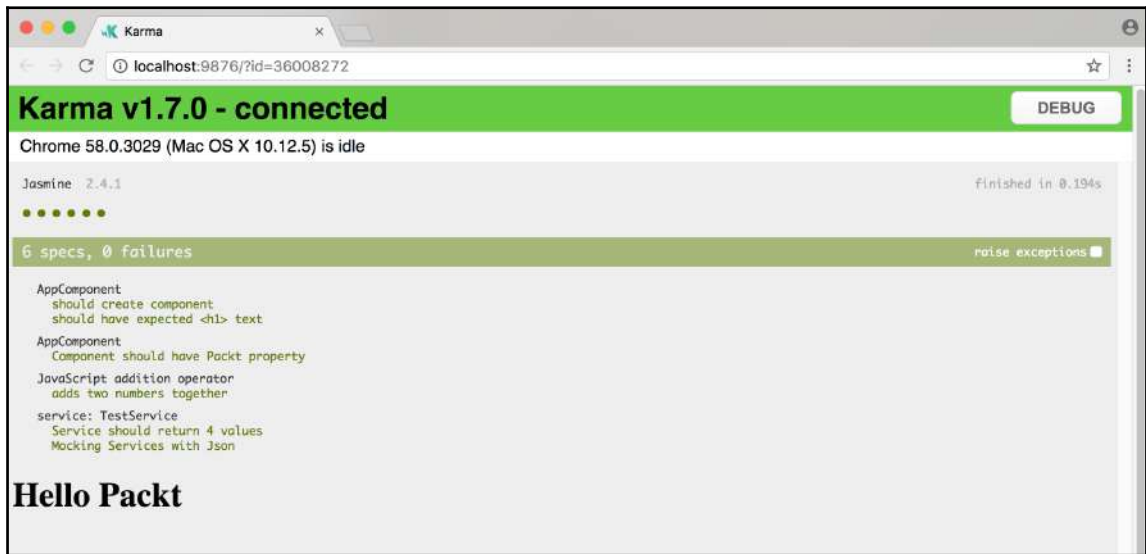 Karma
localhost:9876/?id=36008272
Karma v1.7.0 - connected
DEBUG
Chrome 58.0.3029 (Mac OS X 10.12.5) is idle
Jasmine 2.4.1
finished in 0.194s
6 specs, 0 failures
raise exceptions
AppComponent
should create component
should have expected <h1> text
AppComponent
Component should have Packt property
JavaScript addition operator
adds two numbers together
service: TestService
Service should return 4 values
Mocking Services with Json
Hello Packt